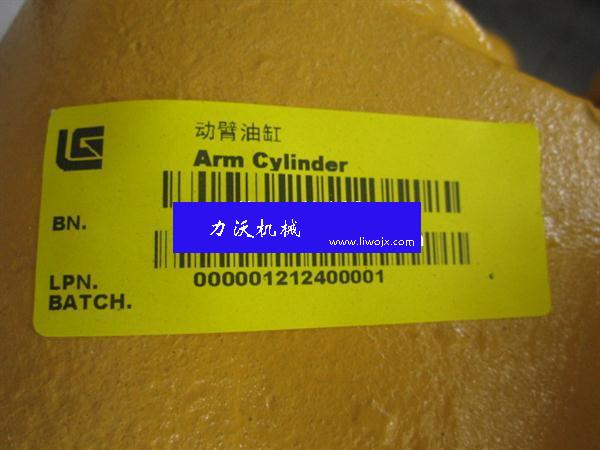 动臂油缸
Arm Cylinder
BN.
力沃机械
www.liwojx.com
LPN.
000001212400001
BATCH.